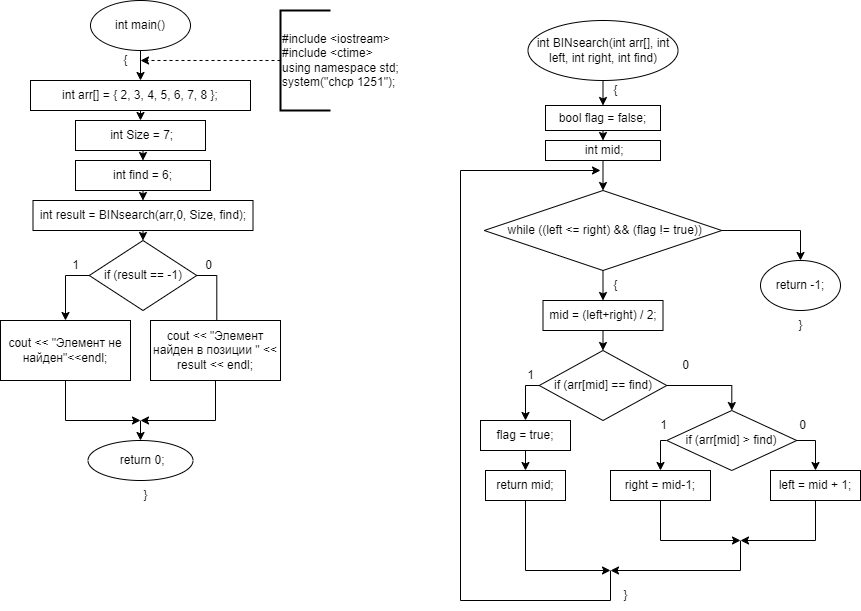 int main()
{
#include <iostream>
#include <ctime>
using namespace std;
system("chcp 1251");
int arr[] = { 2, 3, 4, 5, 6, 7, 8 };
int Size = 7;
int find = 6;
int result = BINsearch(arr,0, Size, find);
if (result == -1)
1
0
cout << "Элемент не
найден"<<endl;
cout << "Элемент
найден в позиции " <<
result << endl;
return 0;
}
int BINsearch(int arr[], int
left, int right, int find)
{
bool flag = false;
int mid;
while ((left <= right) && (flag != true))
return -1;
}
{
mid = (left+right) / 2;
if (arr[mid] == find)
1
0
flag = true;
return mid;
if (arr[mid] > find)
1
0
right = mid-1;
left = mid + 1;
}